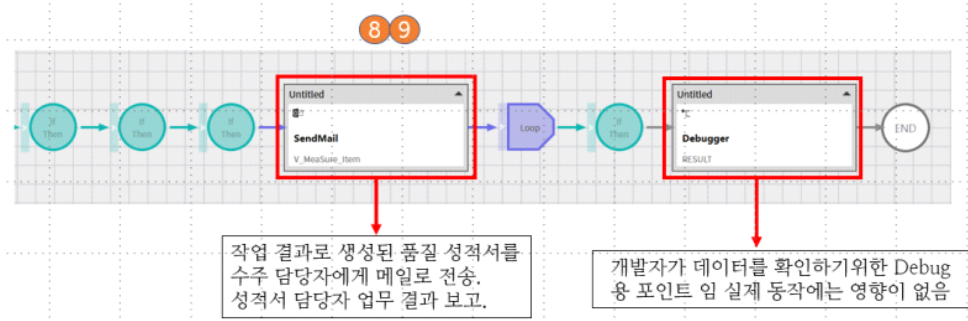 8 9
If
Then
If
Then
If
Then
Untitled
SendMail
V_MeaSure_Item
Loop
If
Then
Untitled
Debugger
RESULT
END
작업 결과로 생성된 품질 성적서를
수주 담당자에게 메일로 전송.
성적서 담당자 업무 결과 보고.
개발자가 데이터를 확인하기위한 Debug
용 포인트 임 실제 동작에는 영향이 없음